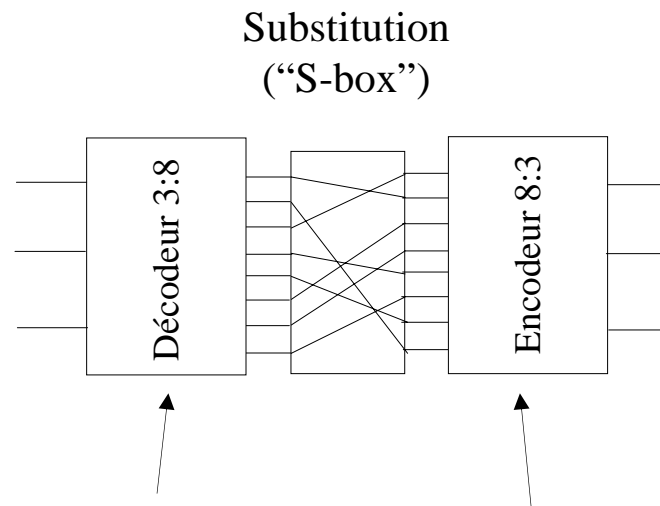 Substitution
(“S-box”)
Décodeur 3:8
Encodeur 8:3